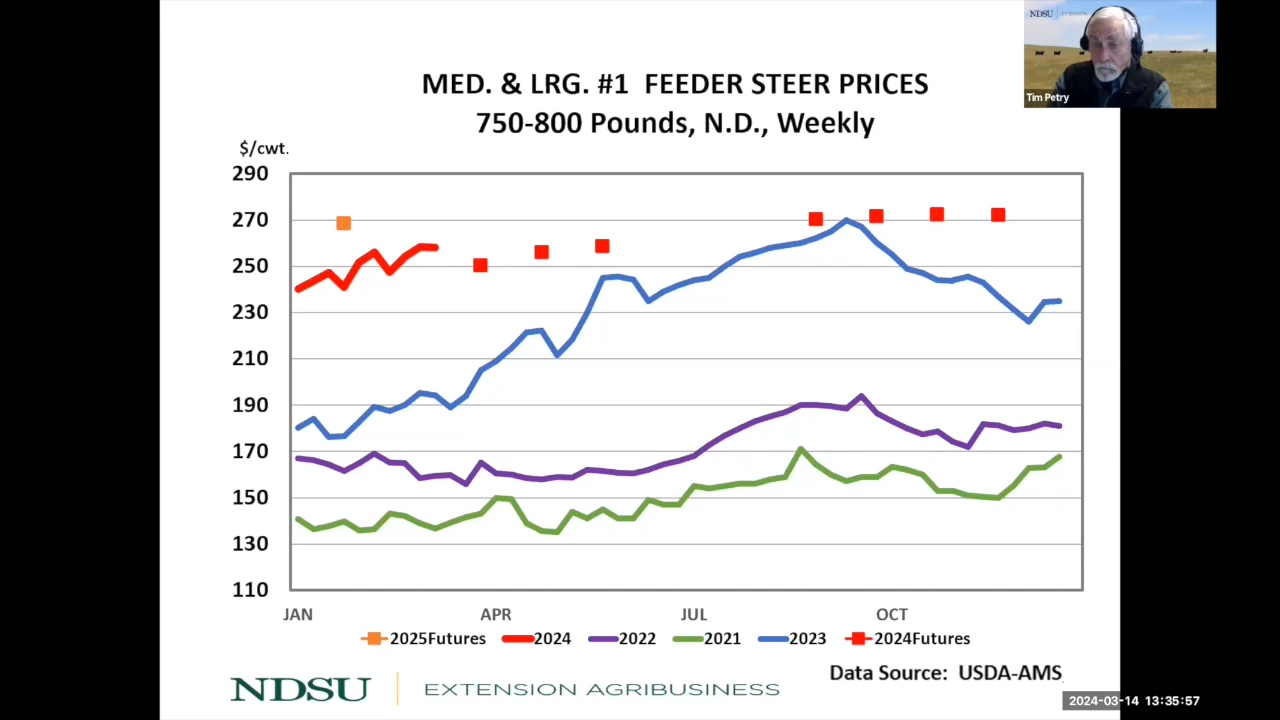 NDSU EXTENSION
Tim Petry
MED. & LRG. #1 FEEDER STEER PRICES
750-800 Pounds, N.D., Weekly
$/cwt.
290
270
250
230
210
190
170
150
130
110
JAN APR JUL OCT
2025Futures 2024 2022 2021 2023 2024Futures
Data Source: USDA-AMS
NDSU EXTENSION AGRIBUSINESS
2024-03-14 13:35:57